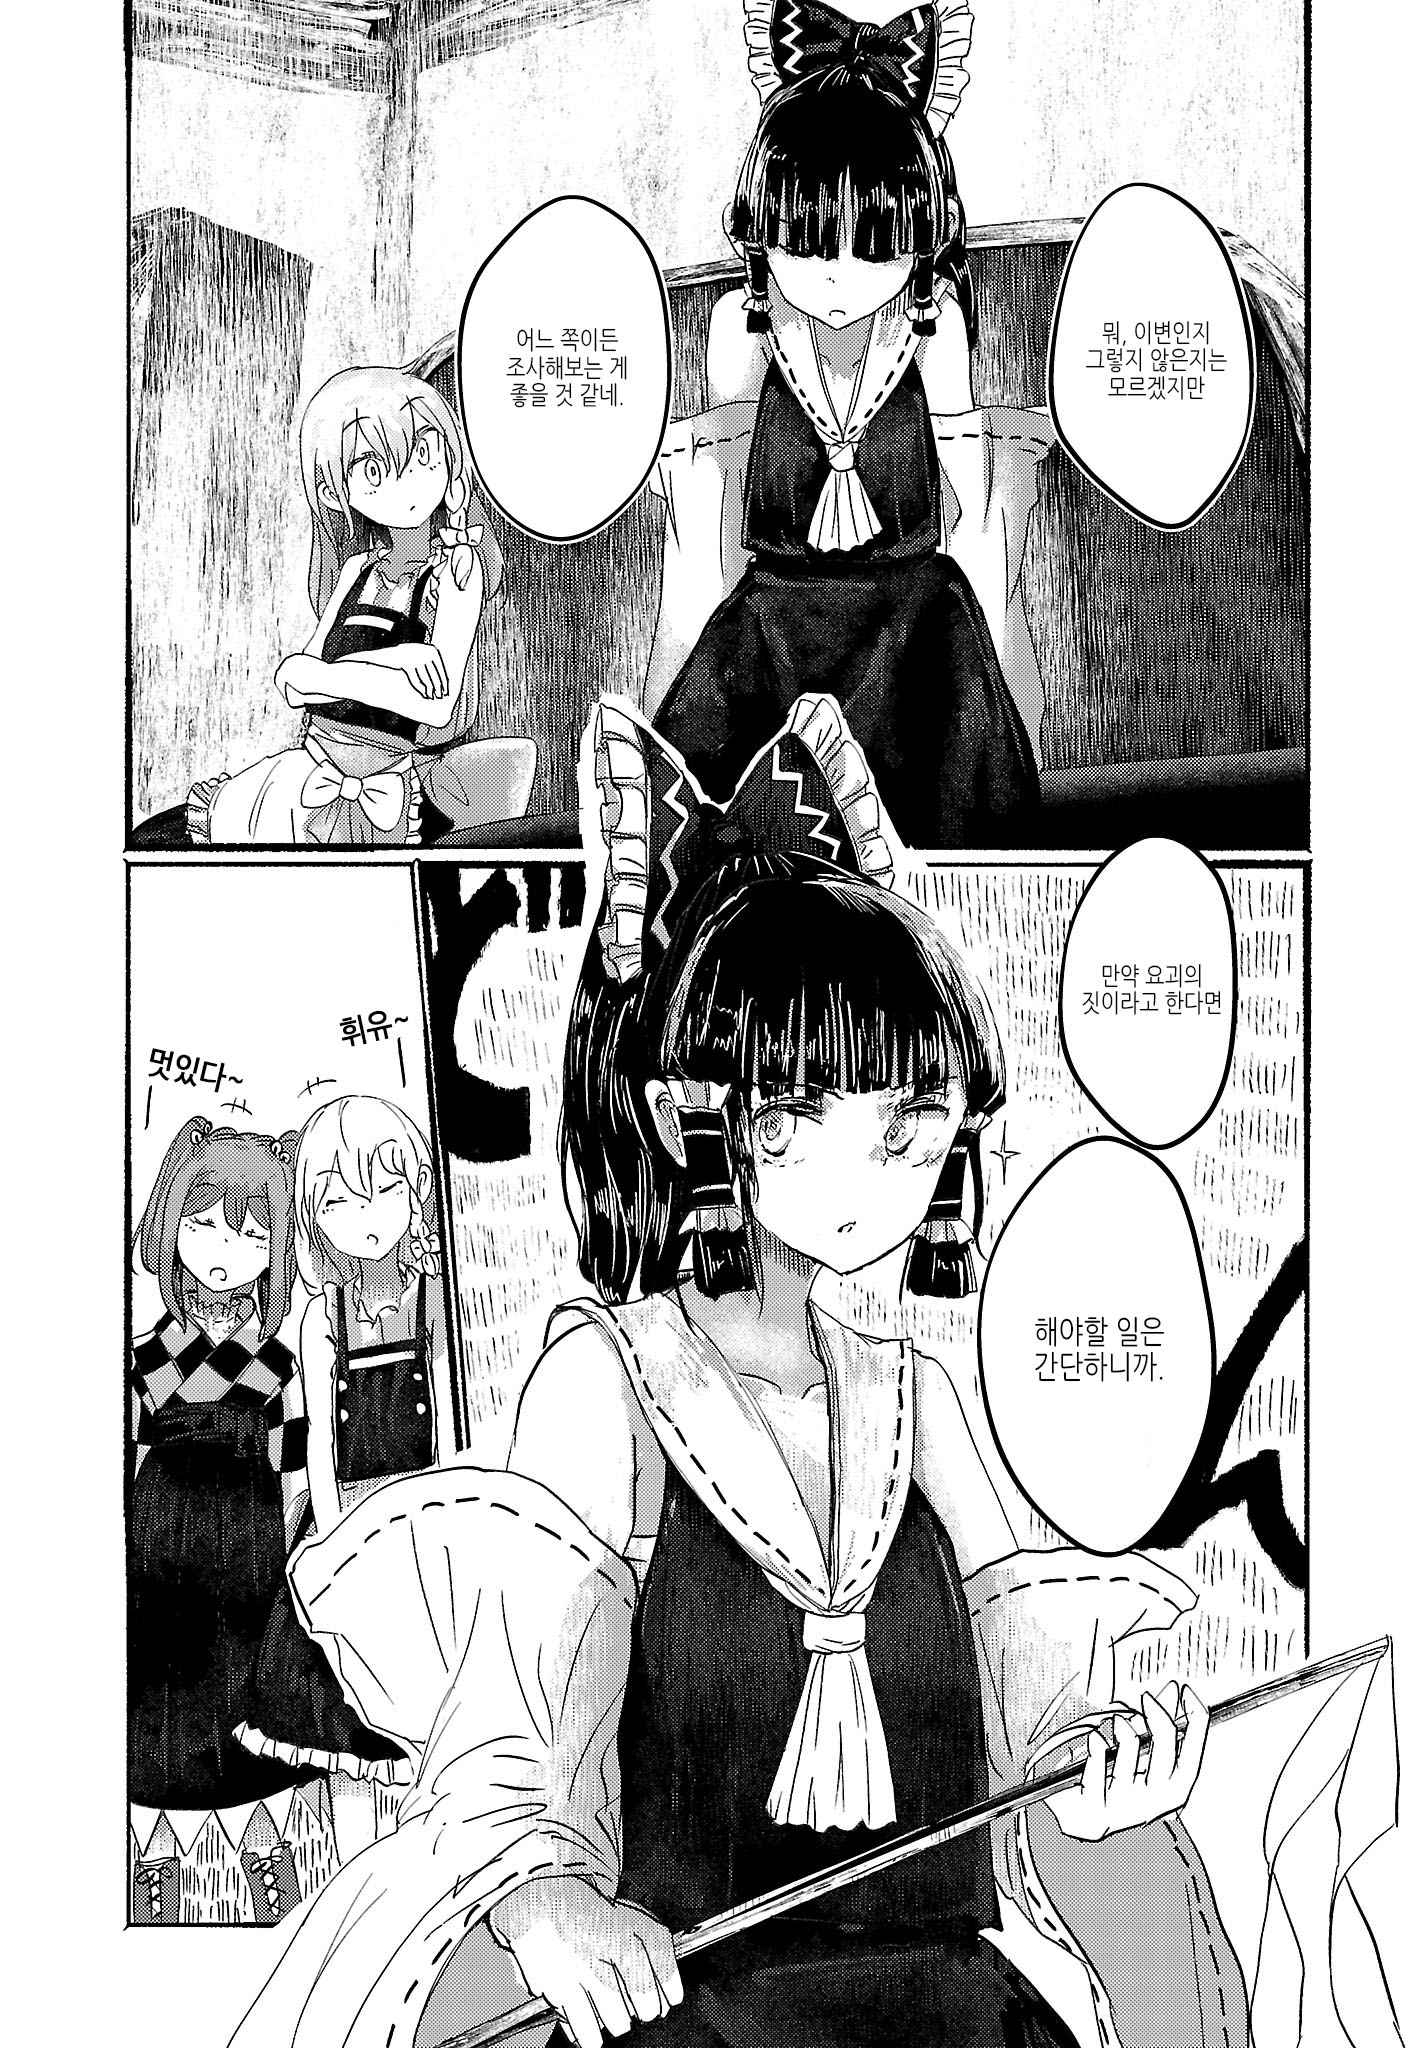 뭐, 이변인지
그렇지 않은지는
모르겠지만
어느 쪽이든
조사해보는 게
좋을 것 같네.
만약 요괴의
짓이라고 한다면
해야할 일은
간단하니까.
휘유~
멋있다~